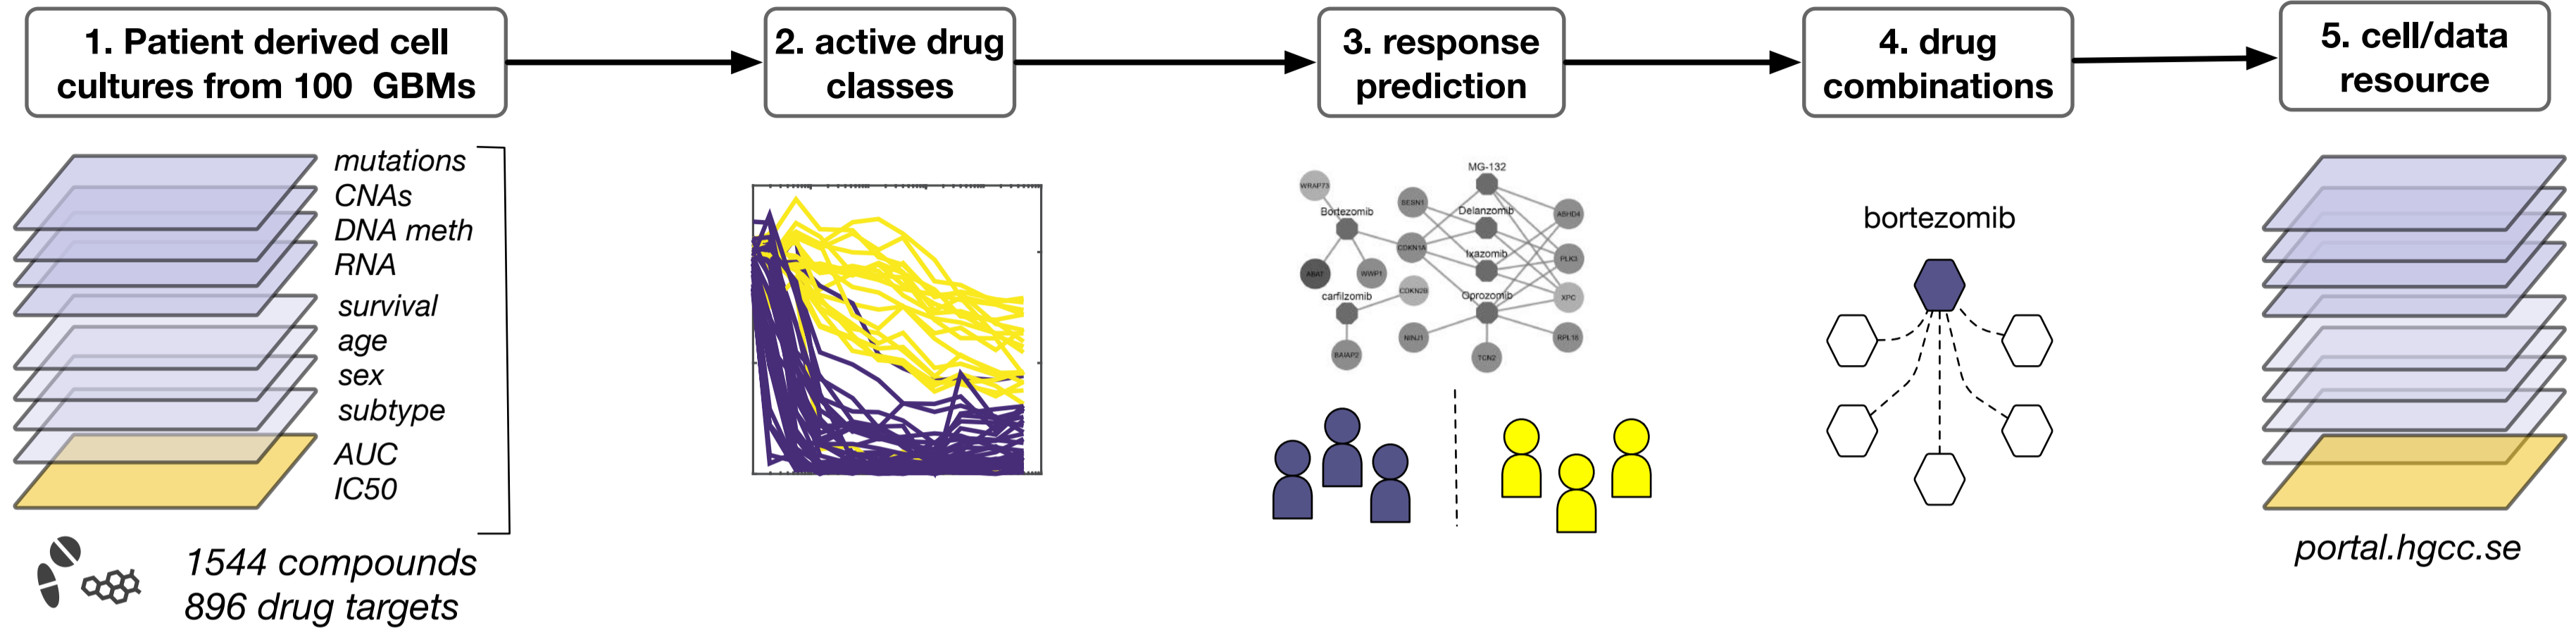 1. Patient derived cell
cultures from 100 GBMs
2. active drug
classes
3. response
prediction
4. drug
combinations
5. cell/data
resource
mutations
CNAs
DNA meth
RNA
survival
age
sex
subtype
AUC
IC50
1544 compounds
896 drug targets
MG-132
WRAP73
SESN1
Bortezomib
Delanzomib
ABHD4
CDKN1A
Ixazomib
PLK3
ABAT
WWP1
CDKN2B
carfilzomib
Oprozomib
XPC
NINJ1
RPL18
BAIAP2
TCN2
bortezomib
portal.hgcc.se